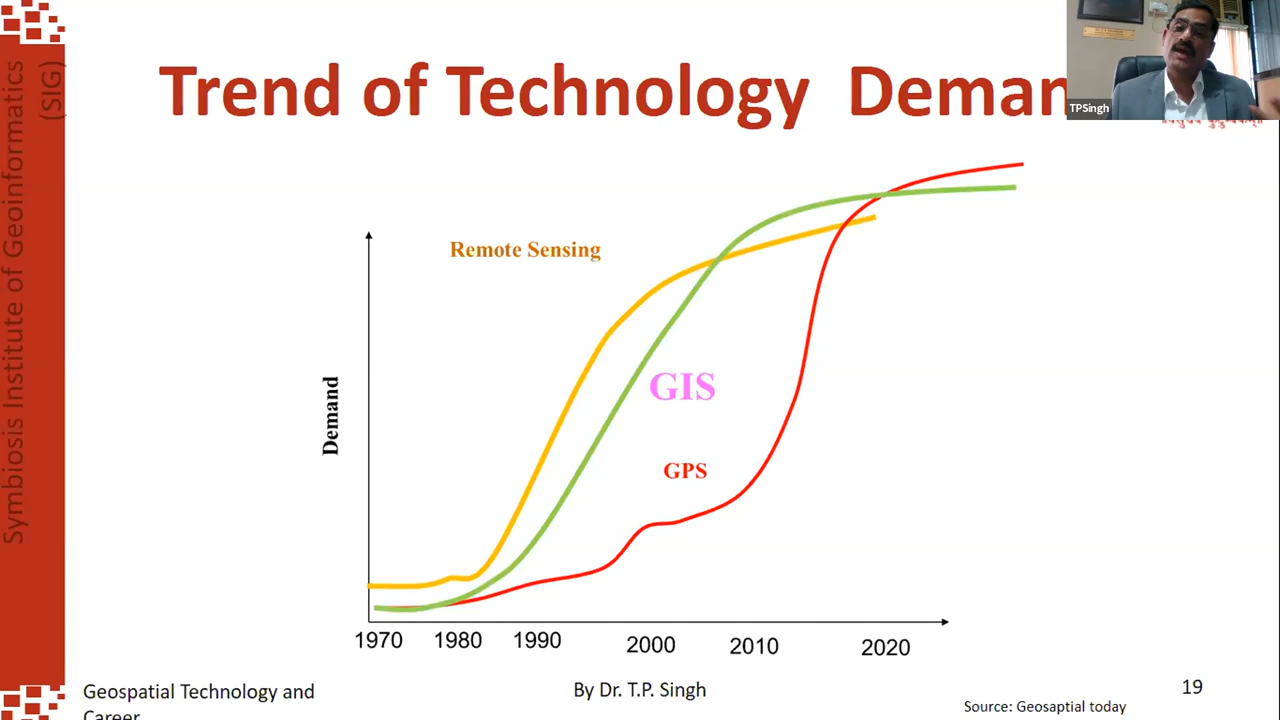 Symbiosis Institute of Geoinformatics
(SIG)
Trend of Technology Deman
TPSingh
Remote Sensing
GIS
GPS
Demand
1970 1980 1990 2000 2010 2020
Geospatial Technology and
Career
By Dr. T.P. Singh
19
Source: Geosaptial today